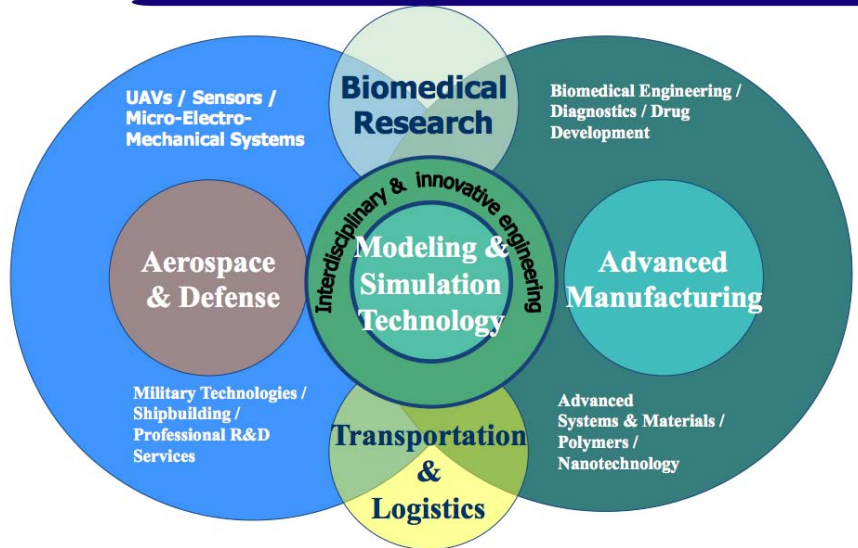 Biomedical
Research
UAVs / Sensors /
Micro-Electro-
Mechanical Systems
Biomedical Engineering /
Diagnostics / Drug
Development
Interdisciplinary & innovative engineering
Aerospace
& Defense
Modeling &
Simulation
Technology
Advanced
Manufacturing
Military Technologies /
Shipbuilding /
Professional R&D
Services
Transportation
&
Logistics
Advanced
Systems & Materials /
Polymers /
Nanotechnology